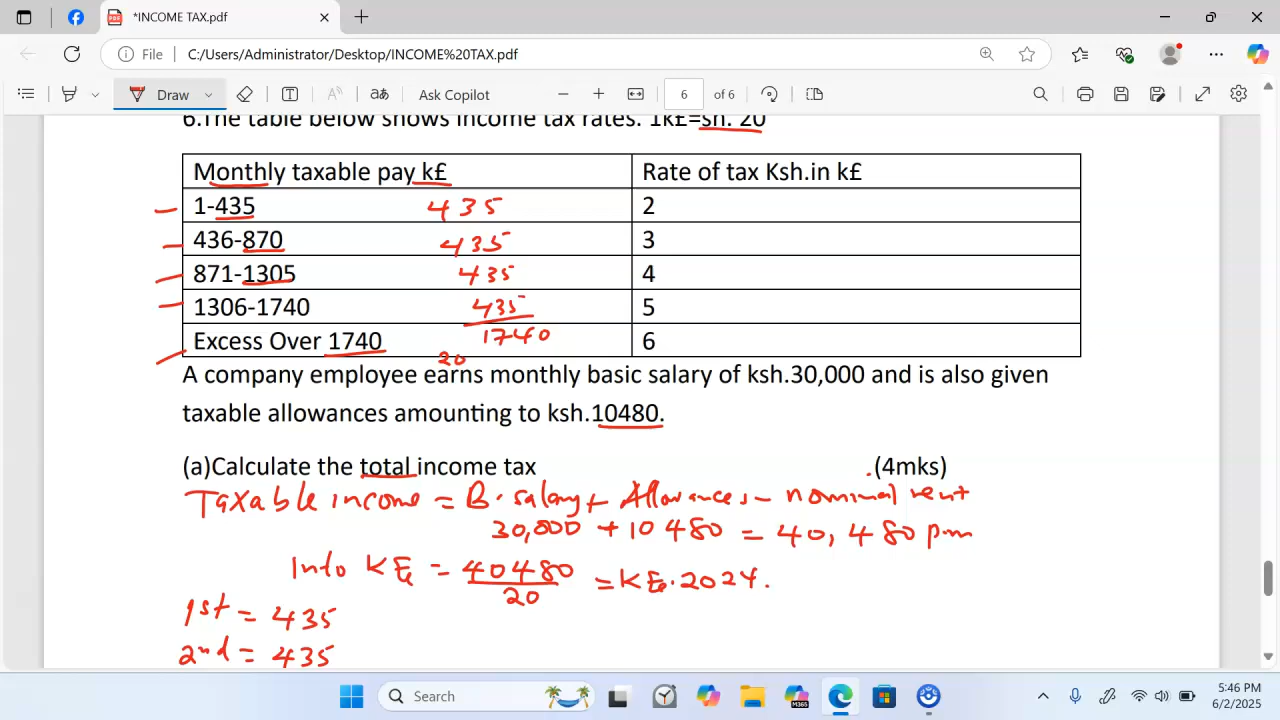 *INCOME TAX.pdf
File C:/Users/Administrator/Desktop/INCOME%20TAX.pdf
Draw Ask Copilot 6 of 6
6.The table below shows income tax rates. 1k£=sh. 20
Monthly taxable pay k£ Rate of tax Ksh.in k£
1-435 435 2
436-870 435 3
871-1305 435 4
1306-1740 435 5
Excess Over 1740 1740 6
20
A company employee earns monthly basic salary of ksh.30,000 and is also given
taxable allowances amounting to ksh.10480.
(a)Calculate the total income tax .(4mks)
Taxable income = B. salary + Allowances - nominal rent
30,000 + 10 480 = 40, 480 pm
Into K£ = 40480 = K£. 2024.
20
1st = 435
2nd = 435
Search
5:46 PM
6/2/2025